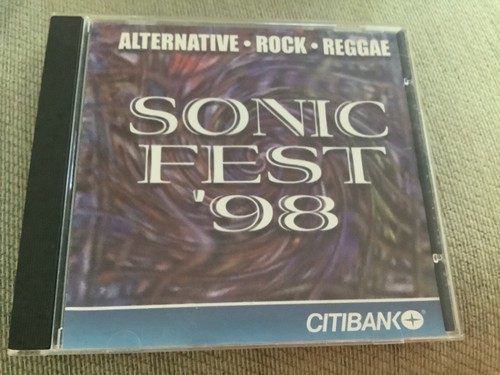 ALTERNATIVE • ROCK • REGGAE
SONIC
FEST
'98
CITIBANK®